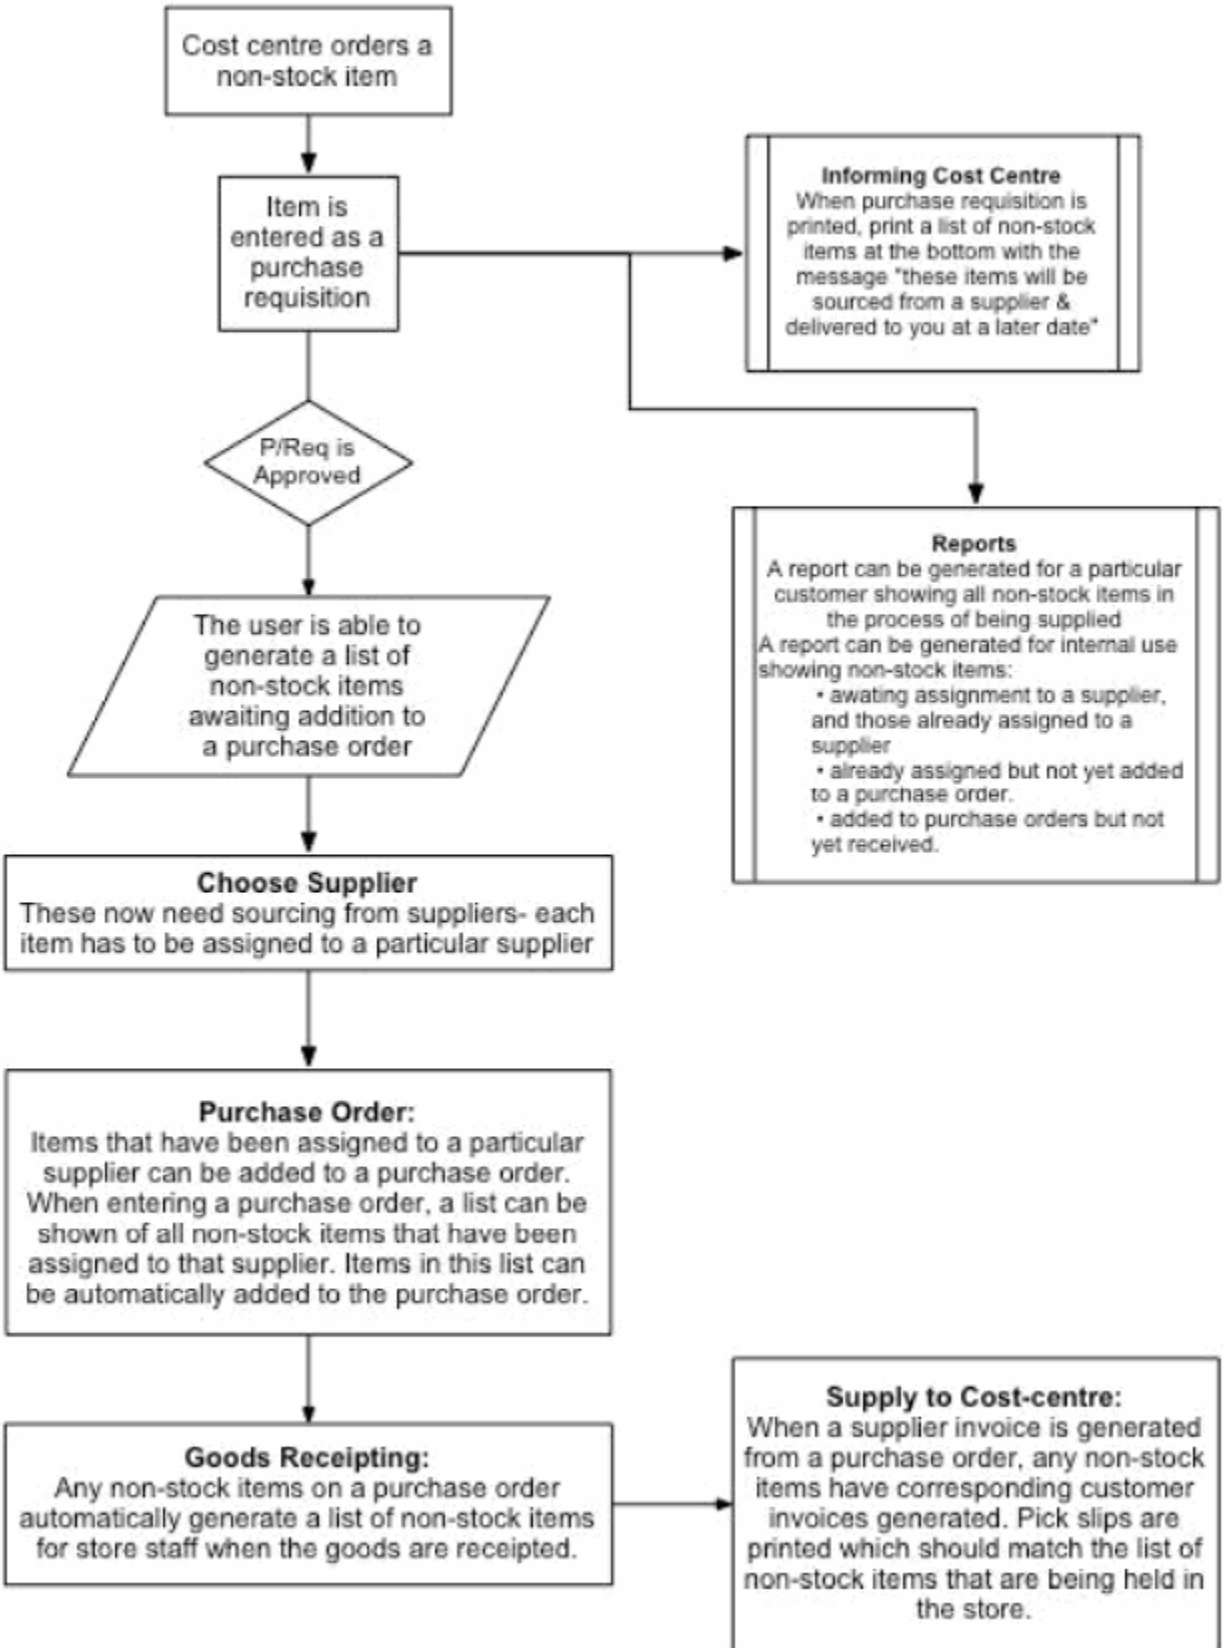 Cost centre orders a
non-stock item
Item is
entered as a
purchase
requisition
Informing Cost Centre
When purchase requisition is
printed, print a list of non-stock
items at the bottom with the
message "these items will be
sourced from a supplier &
delivered to you at a later date"
P/Req is
Approved
Reports
A report can be generated for a particular
customer showing all non-stock items in
the process of being supplied
A report can be generated for internal use
showing non-stock items:
• awating assignment to a supplier,
and those already assigned to a
supplier
• already assigned but not yet added
to a purchase order.
• added to purchase orders but not
yet received.
The user is able to
generate a list of
non-stock items
awaiting addition to
a purchase order
Choose Supplier
These now need sourcing from suppliers- each
item has to be assigned to a particular supplier
Purchase Order:
Items that have been assigned to a particular
supplier can be added to a purchase order.
When entering a purchase order, a list can be
shown of all non-stock items that have been
assigned to that supplier. Items in this list can
be automatically added to the purchase order.
Goods Receipting:
Any non-stock items on a purchase order
automatically generate a list of non-stock items
for store staff when the goods are receipted.
Supply to Cost-centre:
When a supplier invoice is generated
from a purchase order, any non-stock
items have corresponding customer
invoices generated. Pick slips are
printed which should match the list of
non-stock items that are being held in
the store.